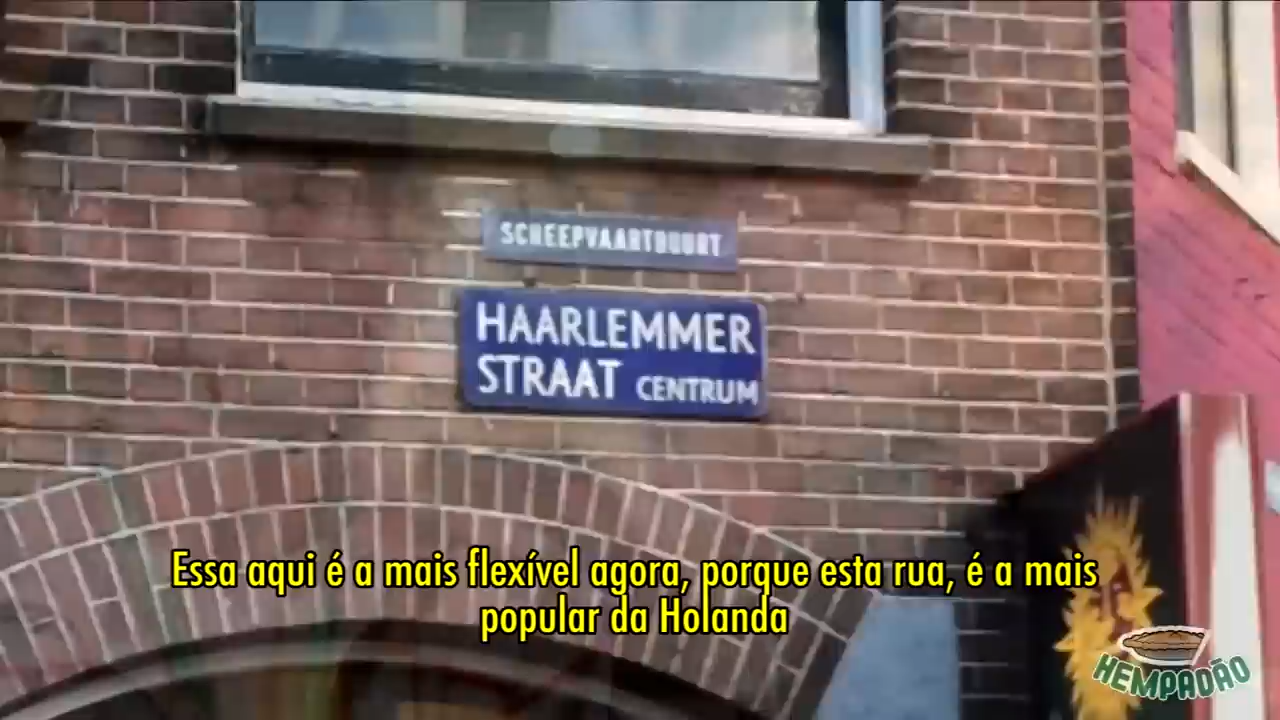 SCHEEPVAARTBUURT
HAARLEMMER
STRAAT CENTRUM
Essa aqui é a mais flexível agora, porque esta rua, é a mais
popular da Holanda
HEMPADÃO